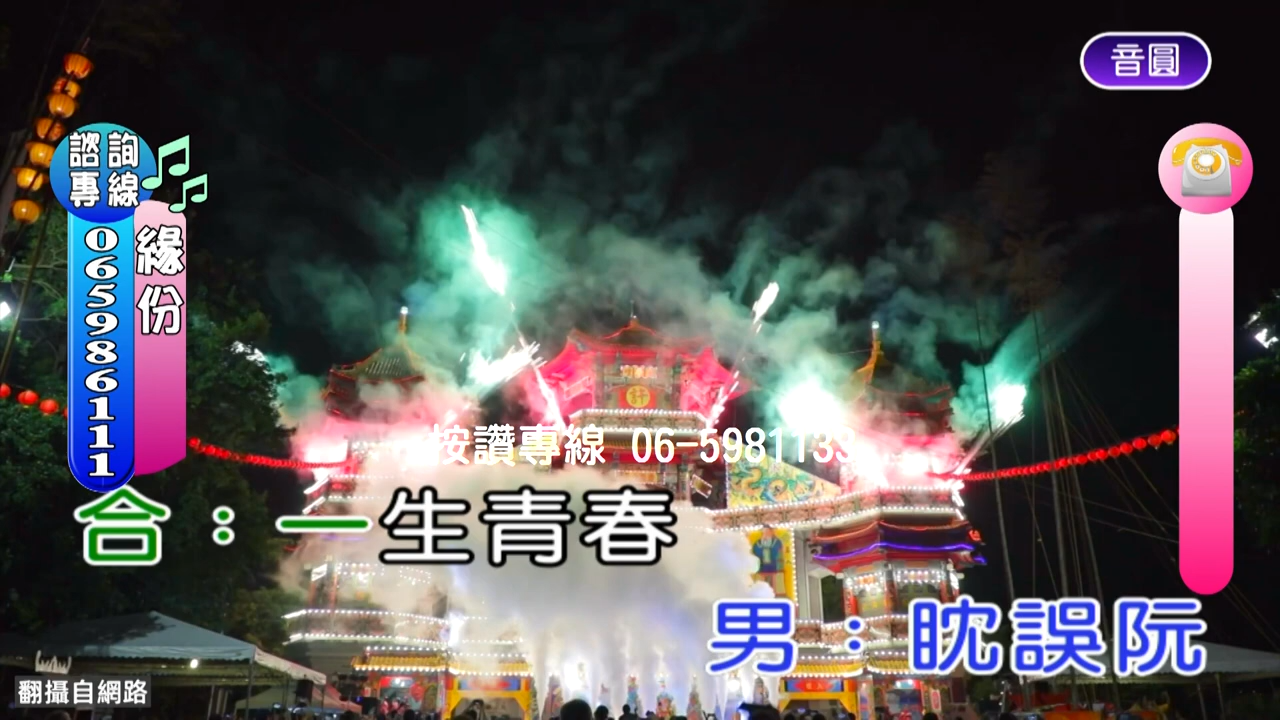 音圓
諮詢
專線
065986111
緣份
按讚專線 06-5981133
合：一生青春
男：眈誤阮
翻攝自網路